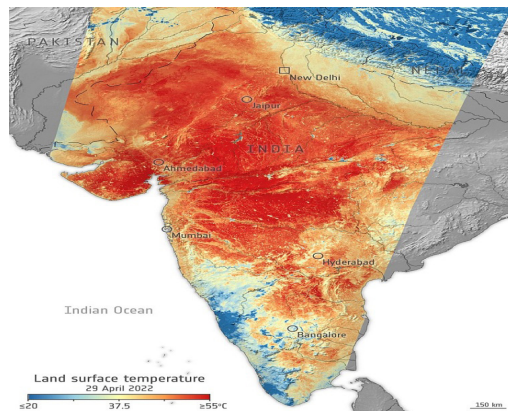 PAKISTAN
NEPAL
New Delhi
Jaipur
INDIA
Ahmedabad
Mumbai
Hyderabad
Indian Ocean
Bangalore
Land surface temperature
29 April 2022
≤20 37.5 ≥55°C
150 km